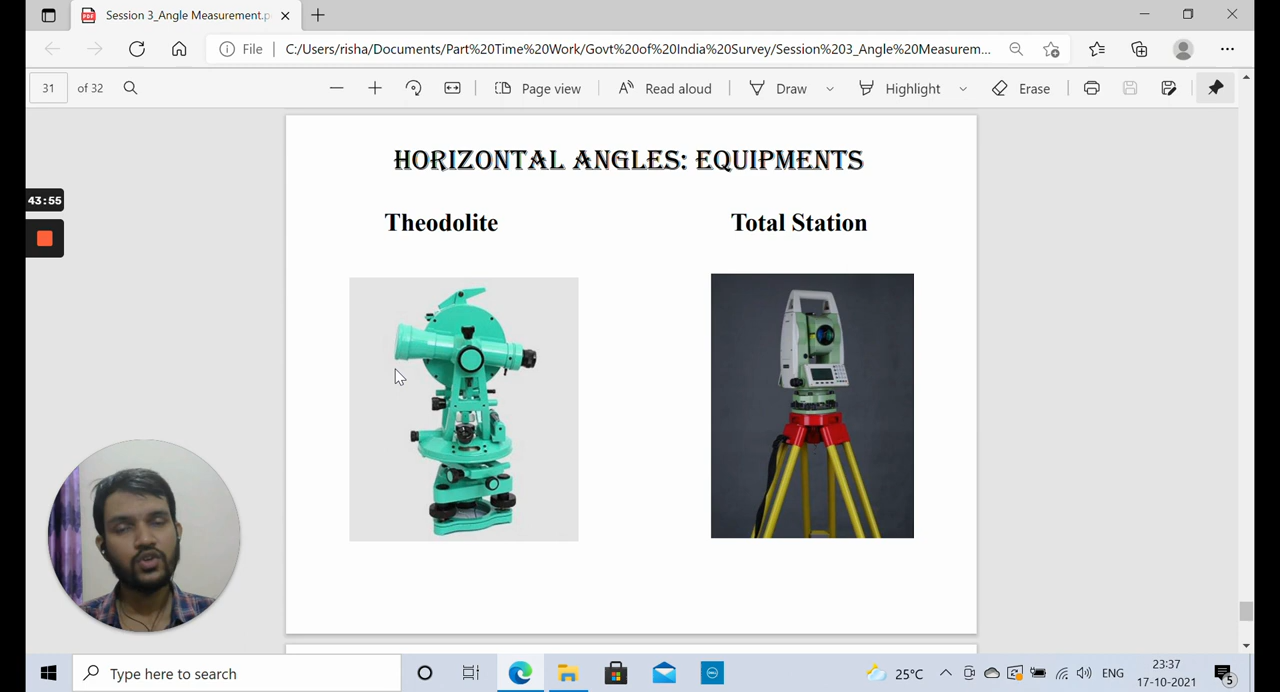 Session 3_Angle Measurement.p
File
C:/Users/risha/Documents/Part%20Time%20Work/Govt%20of%20India%20Survey/Session%203_Angle%20Measurem...
31 of 32
Page view
Read aloud
Draw
Highlight
Erase
HORIZONTAL ANGLES: EQUIPMENTS
Theodolite
Total Station
43:55
Type here to search
25°C
ENG
23:37
17-10-2021
5